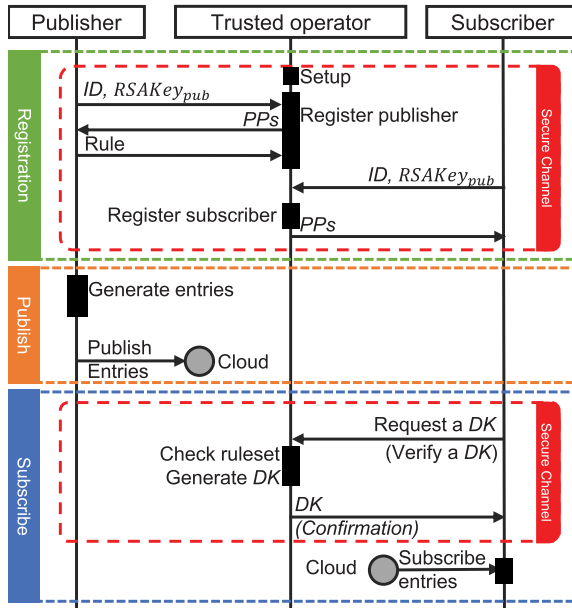 Publisher
Trusted operator
Subscriber
Registration
Setup
ID, RSAKey_pub
Register publisher
PPs
Rule
ID, RSAKey_pub
Register subscriber
PPs
Secure Channel
Publish
Generate entries
Publish
Entries
Cloud
Subscribe
Request a DK
(Verify a DK)
Check ruleset
Generate DK
DK
(Confirmation)
Secure Channel
Cloud
Subscribe
entries